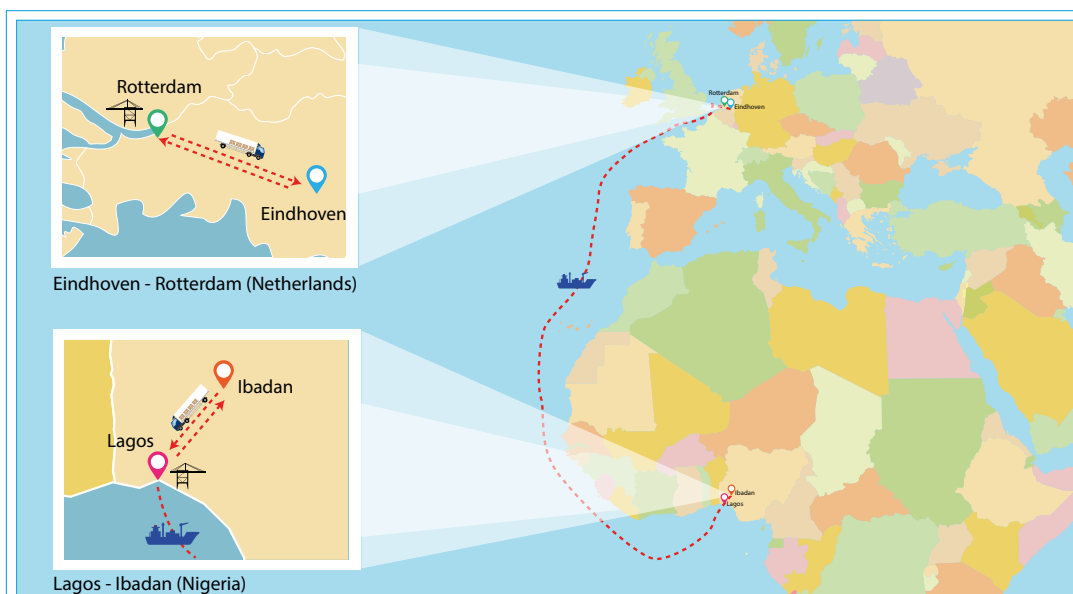 Rotterdam
Eindhoven
Eindhoven - Rotterdam (Netherlands)
Ibadan
Lagos
Lagos - Ibadan (Nigeria)
Rotterdam
Eindhoven
Ibadan
Lagos